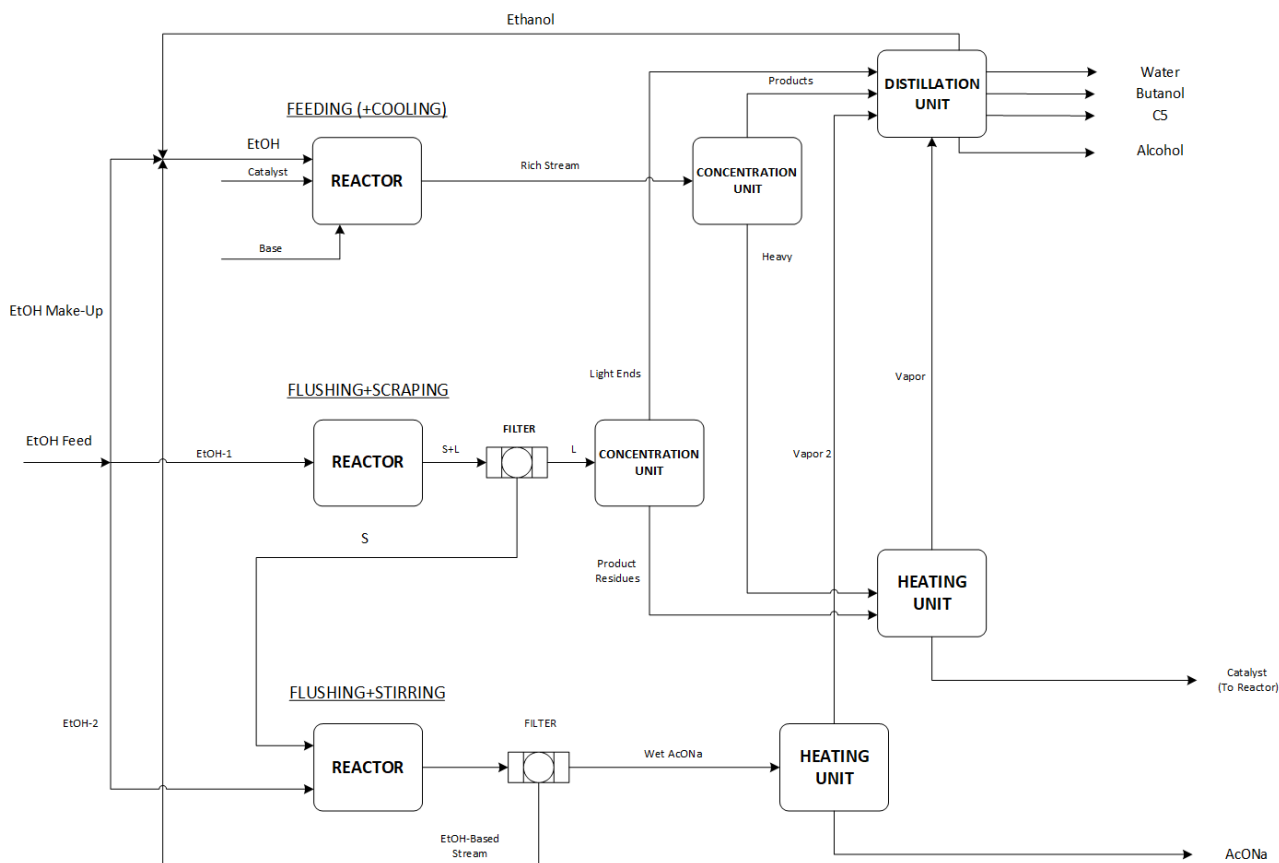 Ethanol
Products
DISTILLATION
UNIT
Water
Butanol
C5
Alcohol
FEEDING (+COOLING)
EtOH
Catalyst
REACTOR
Rich Stream
CONCENTRATION
UNIT
Base
Heavy
EtOH Make-Up
Light Ends
Vapor
FLUSHING+SCRAPING
EtOH Feed
EtOH-1
REACTOR
S+L
FILTER
L
CONCENTRATION
UNIT
Vapor 2
S
Product
Residues
HEATING
UNIT
Catalyst
(To Reactor)
FLUSHING+STIRRING
EtOH-2
REACTOR
FILTER
Wet AcONa
HEATING
UNIT
EtOH-Based
Stream
AcONa